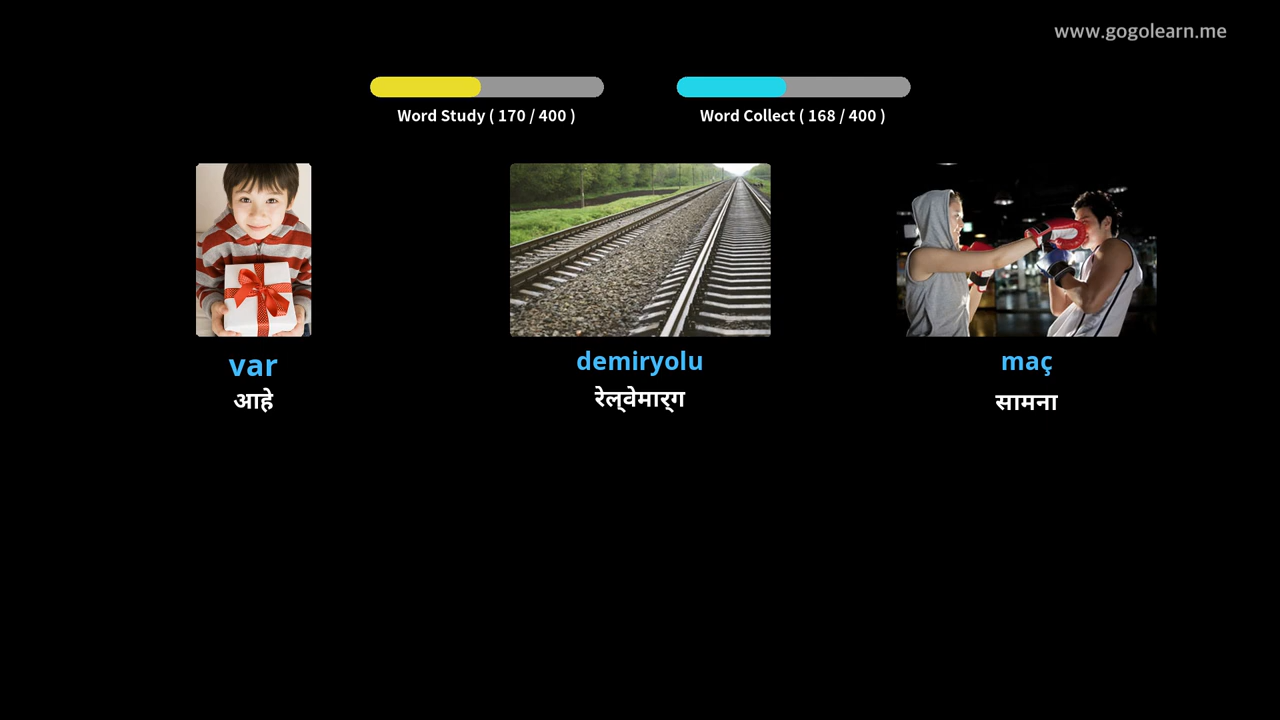 www.gogolearn.me
Word Study ( 170 / 400 )
Word Collect ( 168 / 400 )
var
demiryolu
maç
आहे
रेल्‌वेमार्‌ग
सामना